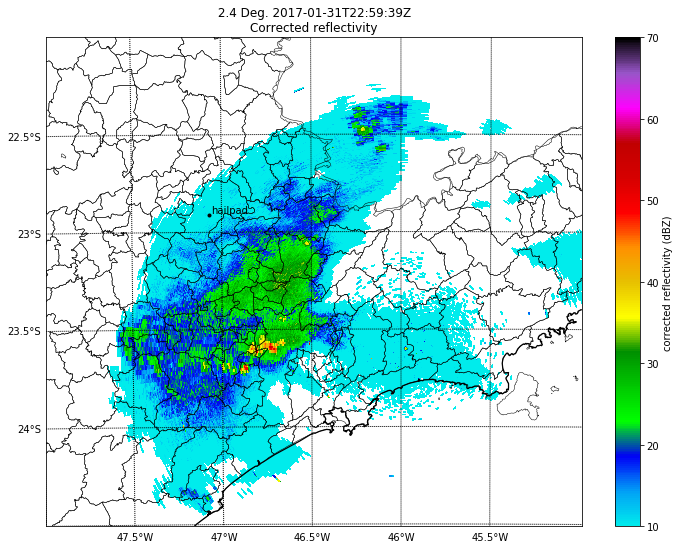 2.4 Deg. 2017-01-31T22:59:39Z
Corrected reflectivity
70
60
50
40
30
20
10
corrected reflectivity (dBZ)
22.5°S
23°S
23.5°S
24°S
hailpad
47.5°W
47°W
46.5°W
46°W
45.5°W